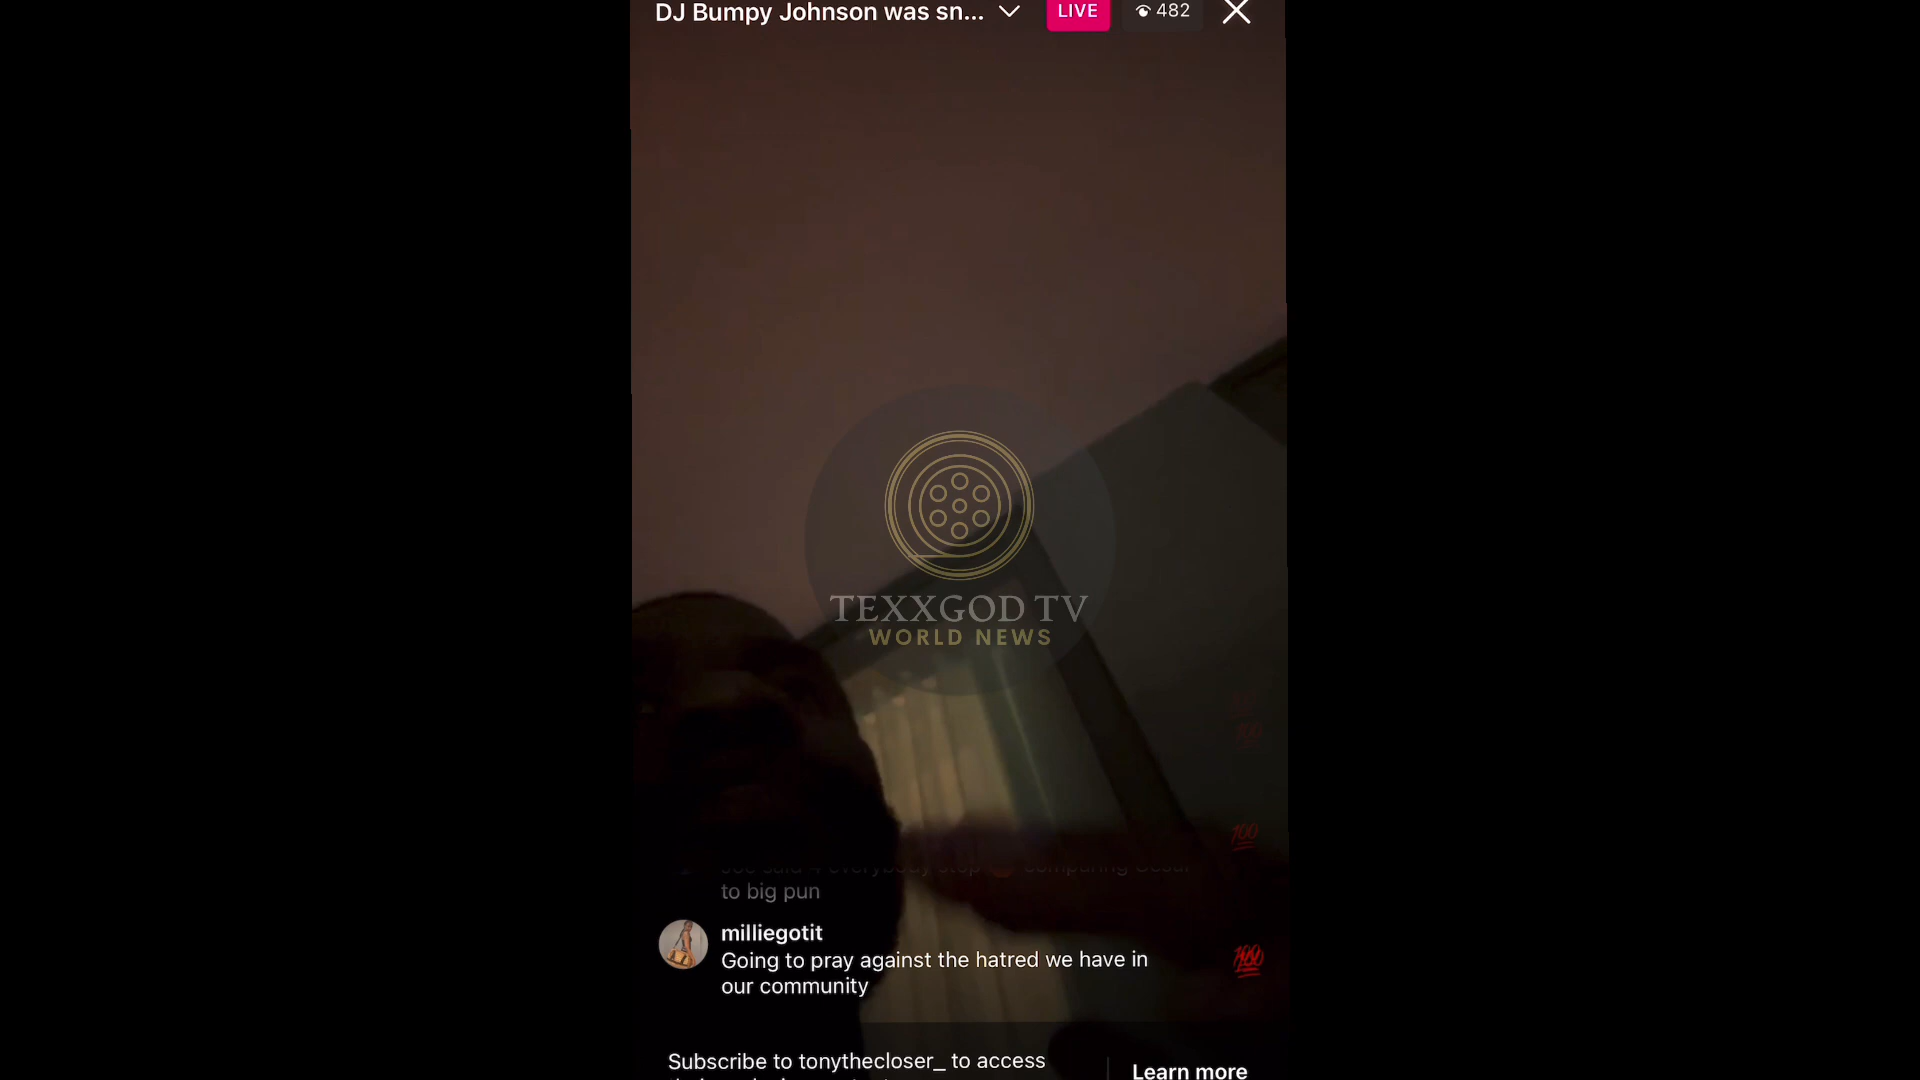 DJ Bumpy Johnson was sn...
LIVE
482
TEXXGOD TV
WORLD NEWS
to big pun
milliegotit
Going to pray against the hatred we have in
our community
Subscribe to tonythecloser_ to access
Learn more